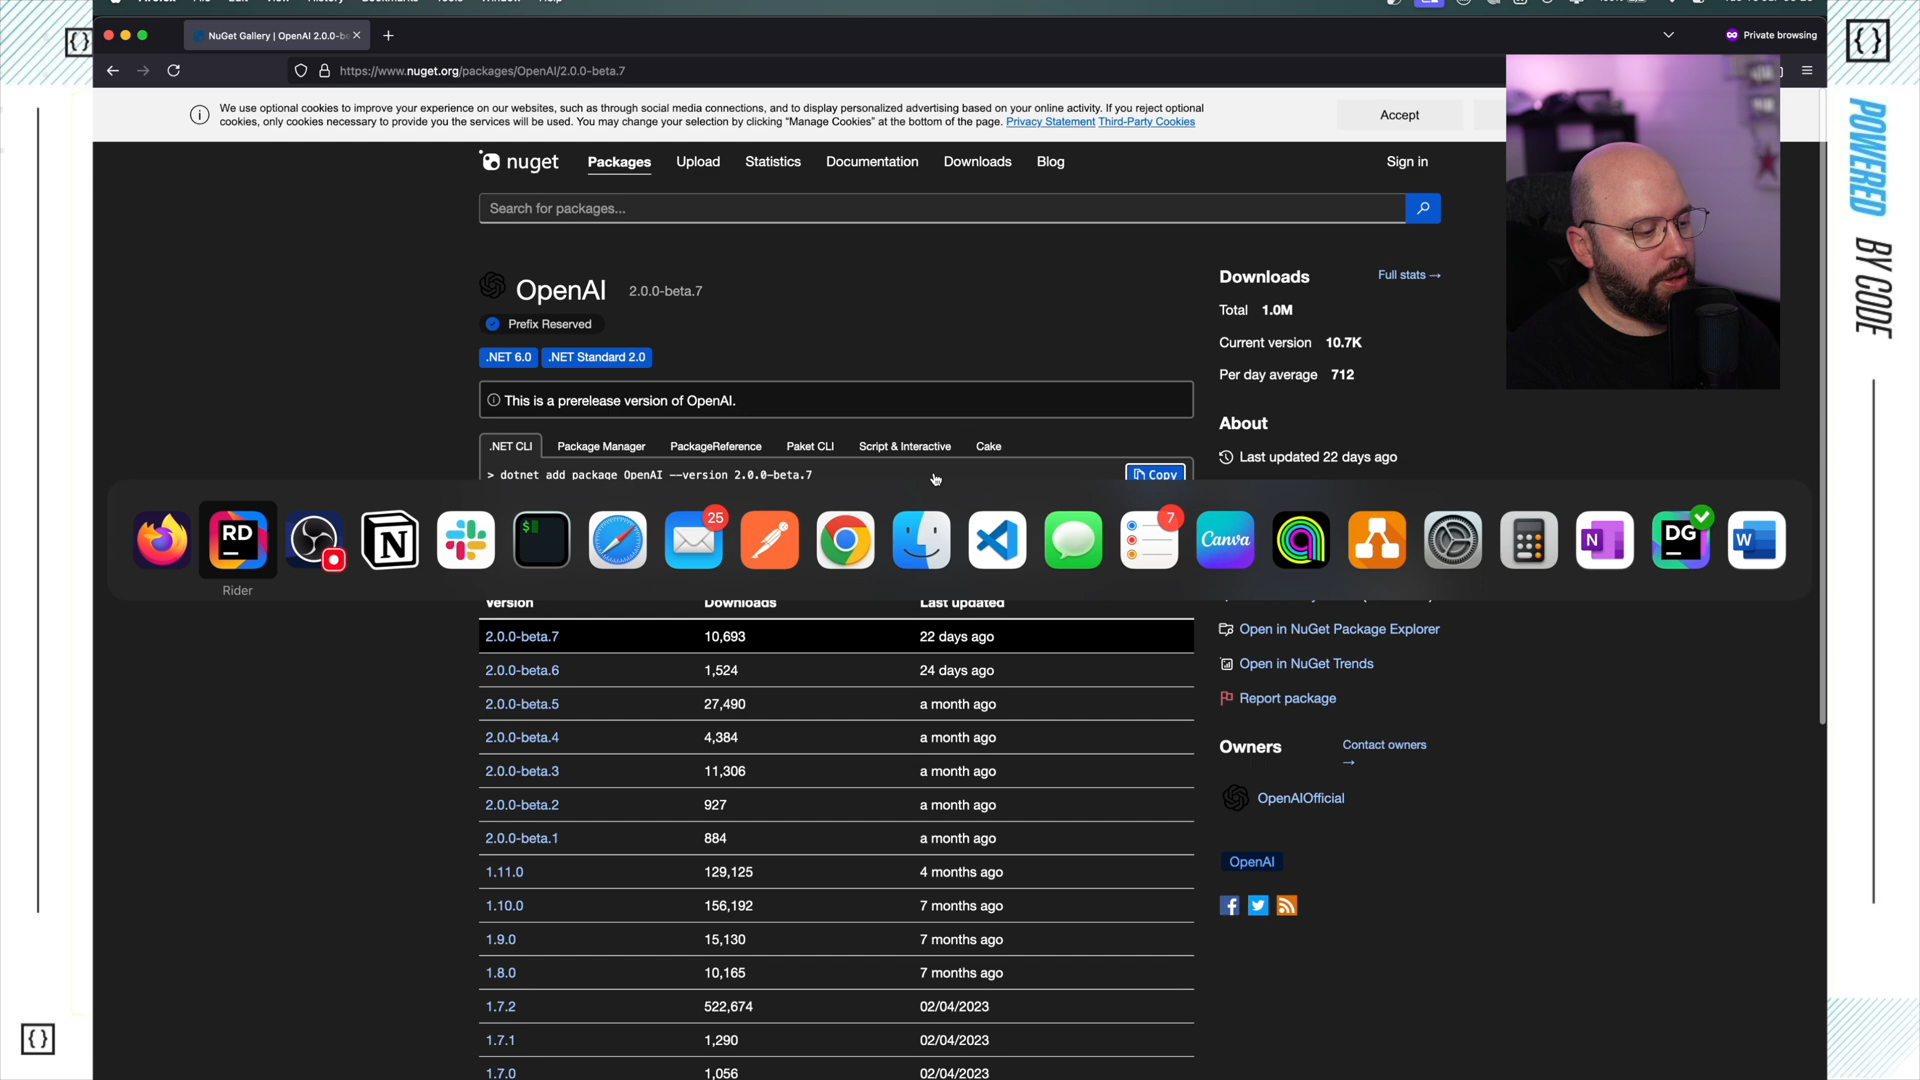 NuGet Gallery | OpenAI 2.0.0-b
Private browsing
https://www.nuget.org/packages/OpenAI/2.0.0-beta.7
We use optional cookies to improve your experience on our websites, such as through social media connections, and to display personalized advertising based on your online activity. If you reject optional
cookies, only cookies necessary to provide you the services will be used. You may change your selection by clicking "Manage Cookies" at the bottom of the page. Privacy Statement Third-Party Cookies
Accept
nuget Packages Upload Statistics Documentation Downloads Blog Sign in
Search for packages...
OpenAI 2.0.0-beta.7
Prefix Reserved
.NET 6.0 .NET Standard 2.0
This is a prerelease version of OpenAI.
.NET CLI Package Manager PackageReference Paket CLI Script & Interactive Cake
> dotnet add package OpenAI --version 2.0.0-beta.7
Copy
Downloads Full stats →
Total 1.0M
Current version 10.7K
Per day average 712
About
Last updated 22 days ago
RD
N
$
25
7
Canva
N
DG
W
Rider
Version Downloads Last updated
2.0.0-beta.7 10,693 22 days ago
2.0.0-beta.6 1,524 24 days ago
2.0.0-beta.5 27,490 a month ago
2.0.0-beta.4 4,384 a month ago
2.0.0-beta.3 11,306 a month ago
2.0.0-beta.2 927 a month ago
2.0.0-beta.1 884 a month ago
1.11.0 129,125 4 months ago
1.10.0 156,192 7 months ago
1.9.0 15,130 7 months ago
1.8.0 10,165 7 months ago
1.7.2 522,674 02/04/2023
1.7.1 1,290 02/04/2023
1.7.0 1,056 02/04/2023
Open in NuGet Package Explorer
Open in NuGet Trends
Report package
Owners Contact owners
→
OpenAIOfficial
OpenAI
POWERED BY CODE
{}
{}
{}